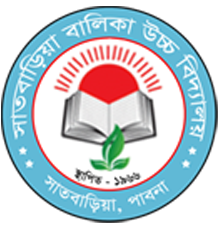 সাতবাড়িয়া বালিকা উচ্চ বিদ্যালয়
স্থাপিত - ১৯৬৬
সাতবাড়িয়া, পাবনা